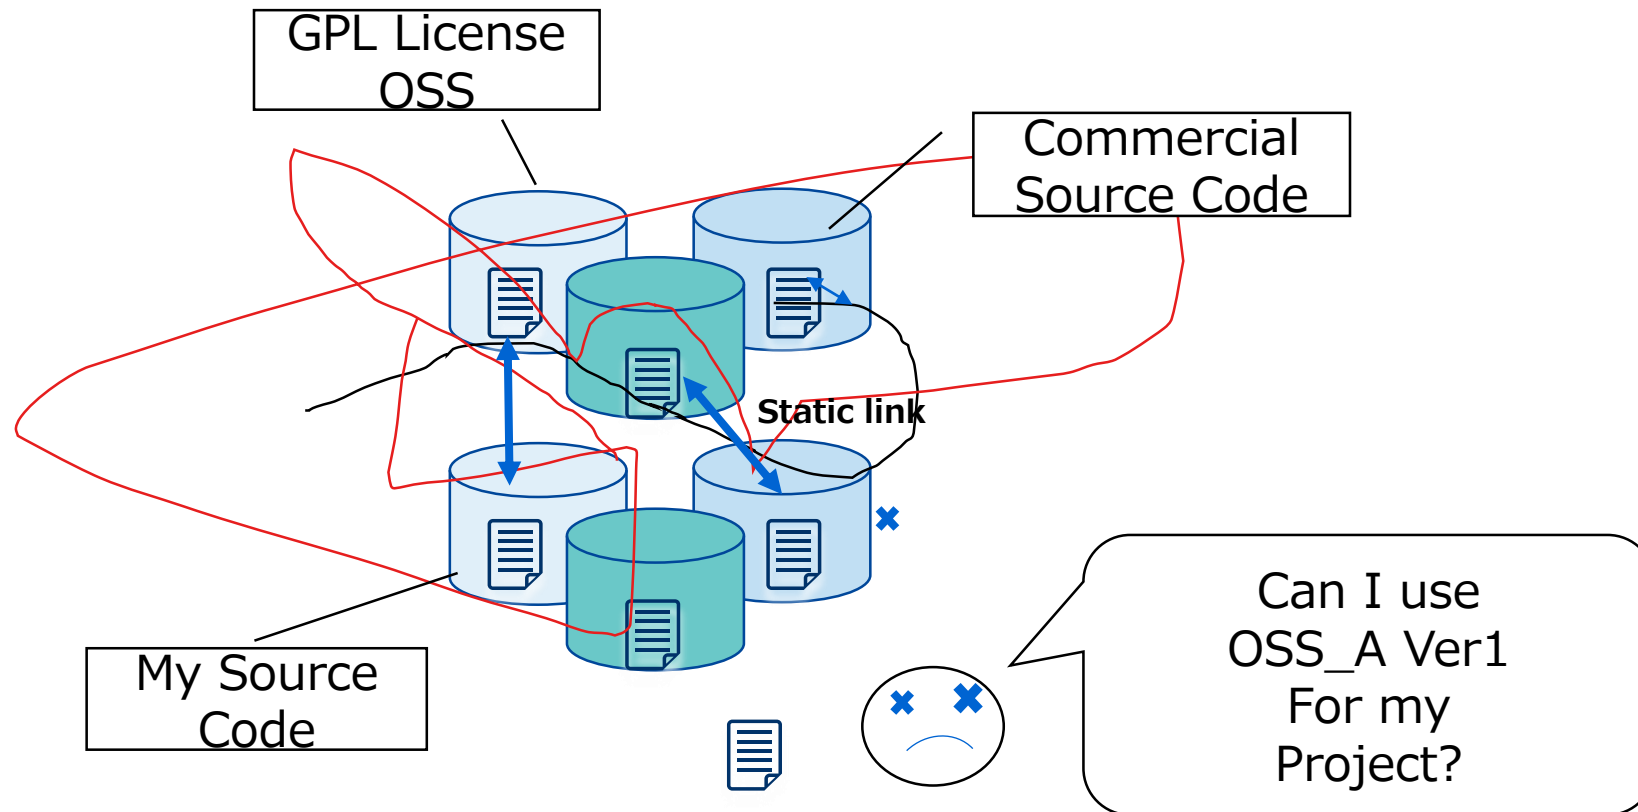 GPL License
OSS
Commercial
Source Code
Static link
My Source
Code
Can I use
OSS_A Ver1
For my
Project?